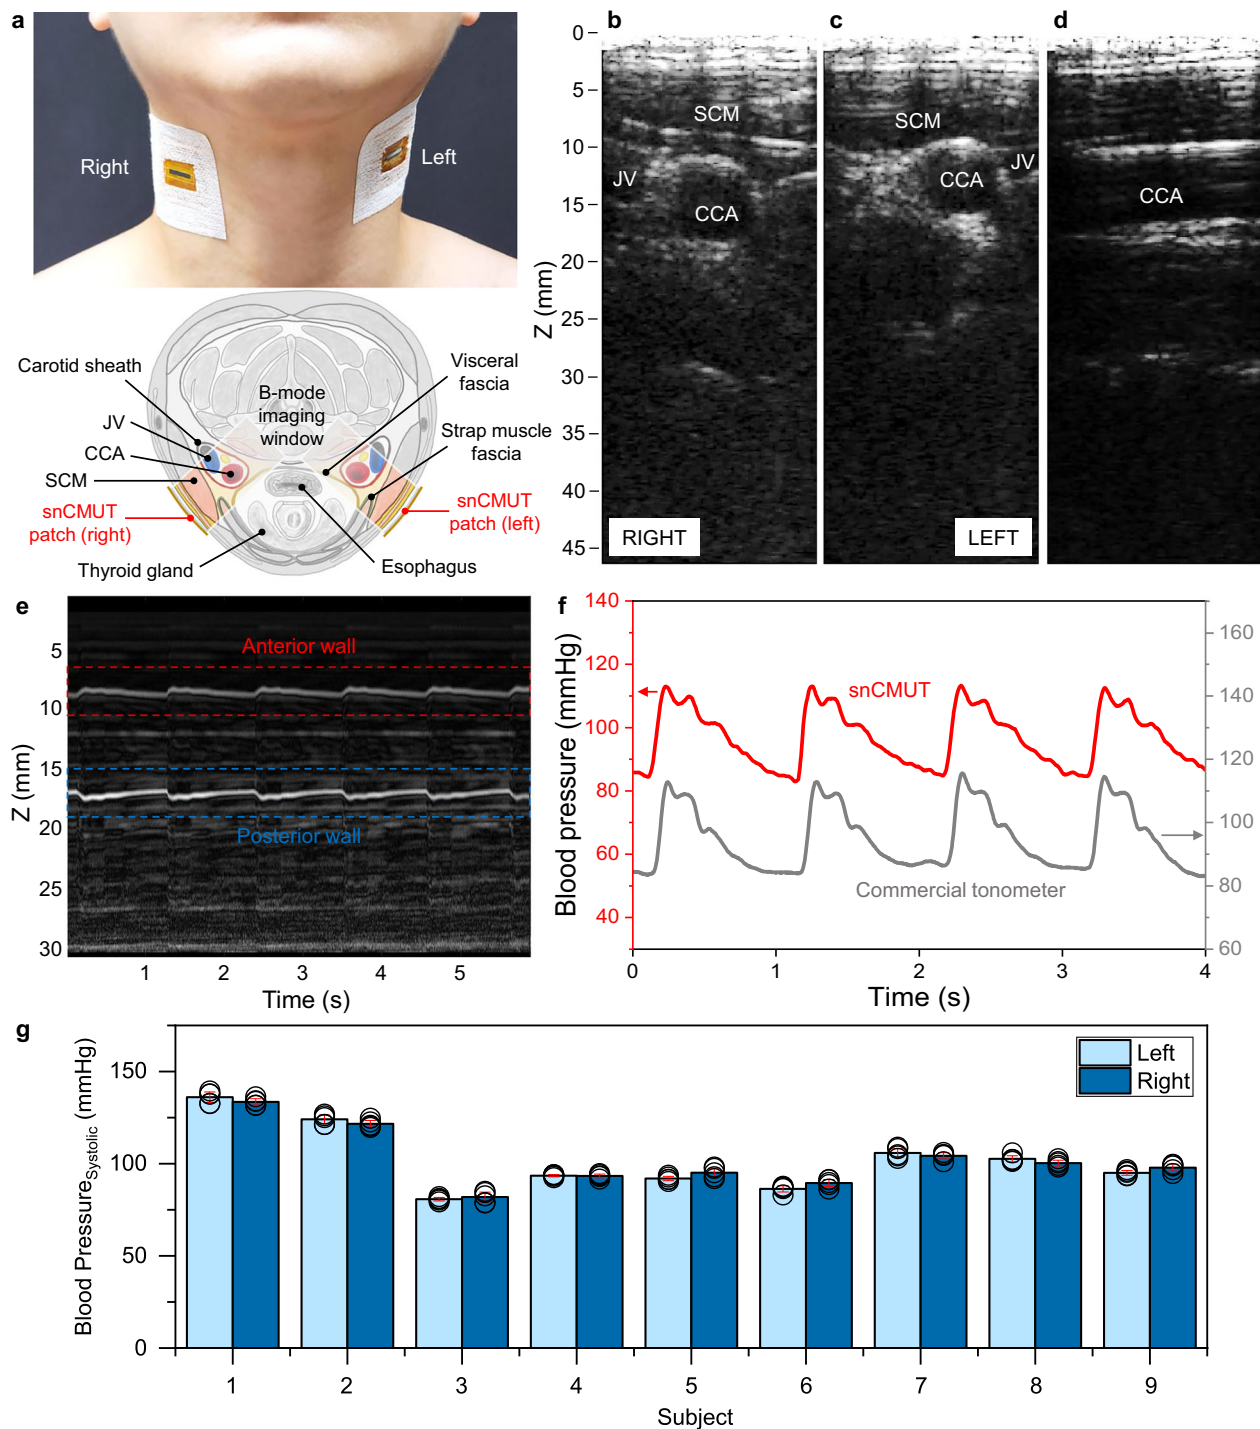 a
Right
Left
Carotid sheath
JV
CCA
SCM
snCMUT
patch (right)
Thyroid gland
B-mode
imaging
window
Visceral
fascia
Strap muscle
fascia
snCMUT
patch (left)
Esophagus
b
c
d
0
5
10
15
20
25
30
35
40
45
Z (mm)
SCM
JV
CCA
RIGHT
SCM
JV
CCA
LEFT
CCA
e
5
10
15
20
25
30
Z (mm)
Anterior wall
Posterior wall
1
2
3
4
5
Time (s)
f
140
120
100
80
60
40
Blood pressure (mmHg)
snCMUT
Commercial tonometer
160
140
120
100
80
60
0
1
2
3
4
Time (s)
g
Blood Pressure Systolic (mmHg)
150
100
50
0
Left
Right
1
2
3
4
5
6
7
8
9
Subject